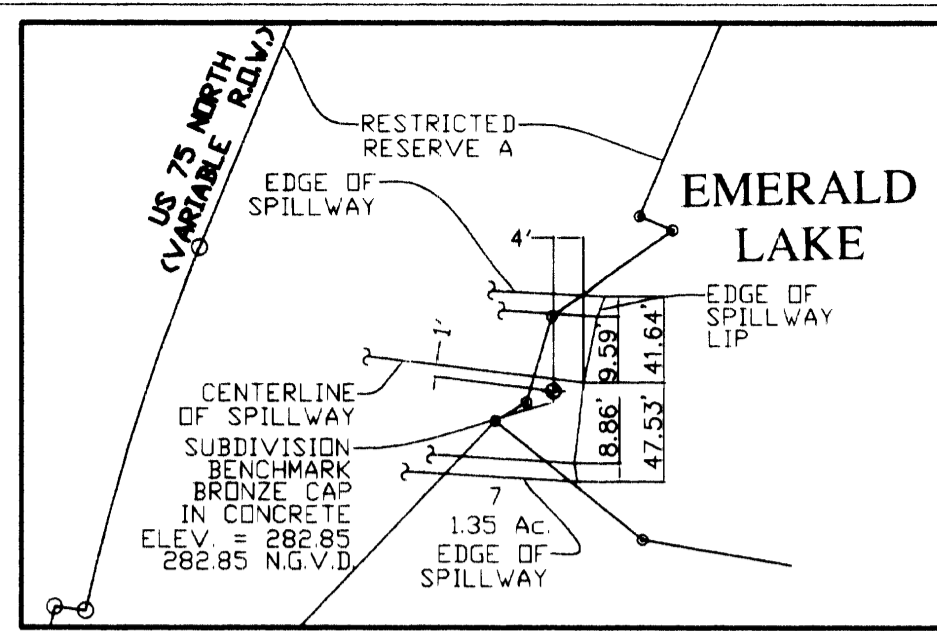 US 75 NORTH
(VARIABLE R.O.W.)
RESTRICTED
RESERVE A
EDGE OF
SPILLWAY
EMERALD
LAKE
4'
EDGE OF
SPILLWAY
LIP
9.59'
41.64'
1'
8.86'
47.53'
CENTERLINE
OF SPILLWAY
SUBDIVISION
BENCHMARK
BRONZE CAP
IN CONCRETE
ELEV. = 282.85
282.85 N.G.V.D.
7
1.35 Ac.
EDGE OF
SPILLWAY